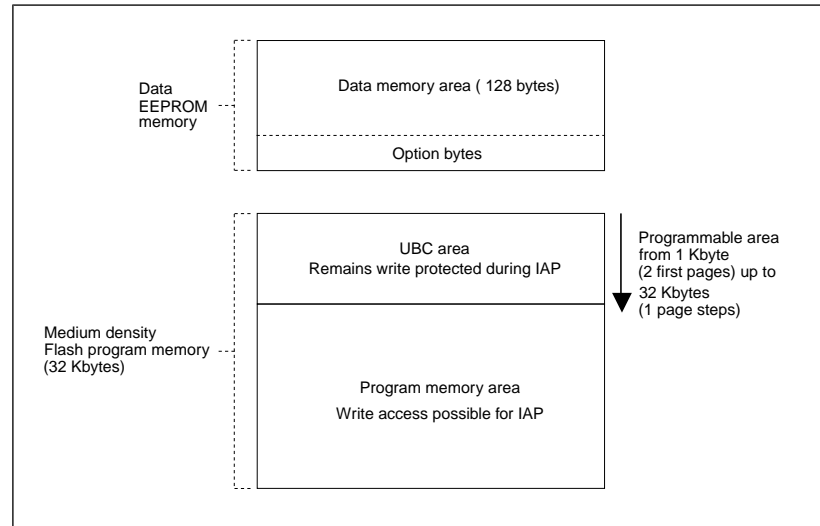 Data
EEPROM
memory
Data memory area ( 128 bytes)
Option bytes
Medium density
Flash program memory
(32 Kbytes)
UBC area
Remains write protected during IAP
Program memory area
Write access possible for IAP
Programmable area
from 1 Kbyte
(2 first pages) up to
32 Kbytes
(1 page steps)